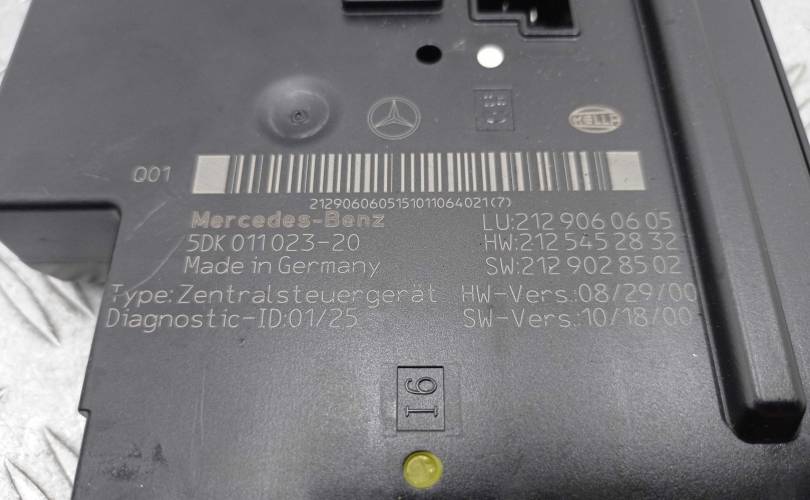 HELLA
Q01
2129060605151011064021(7)
Mercedes-Benz LU:212 906 06 05
5DK 011 023-20 HW:212 545 28 32
Made in Germany SW:212 902 85 02
Type:Zentralsteuergerät HW-Vers.:08/29/00
Diagnostic-ID:01/25 SW-Vers.:10/18/00